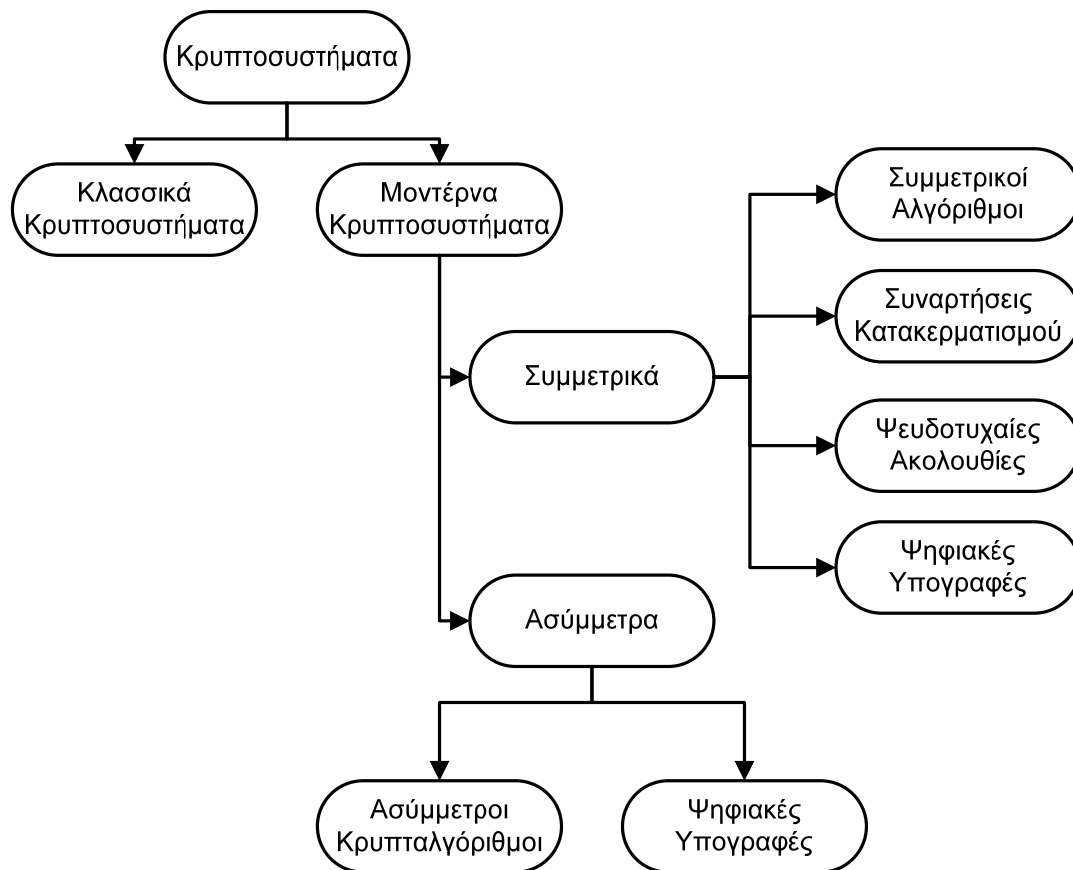 Κρυπτοσυστήματα
Κλασσικά
Κρυπτοσυστήματα
Μοντέρνα
Κρυπτοσυστήματα
Συμμετρικοί
Αλγόριθμοι
Συναρτήσεις
Κατακερματισμού
Συμμετρικά
Ψευδοτυχαίες
Ακολουθίες
Ψηφιακές
Υπογραφές
Ασύμμετρα
Ασύμμετροι
Κρυπταλγόριθμοι
Ψηφιακές
Υπογραφές